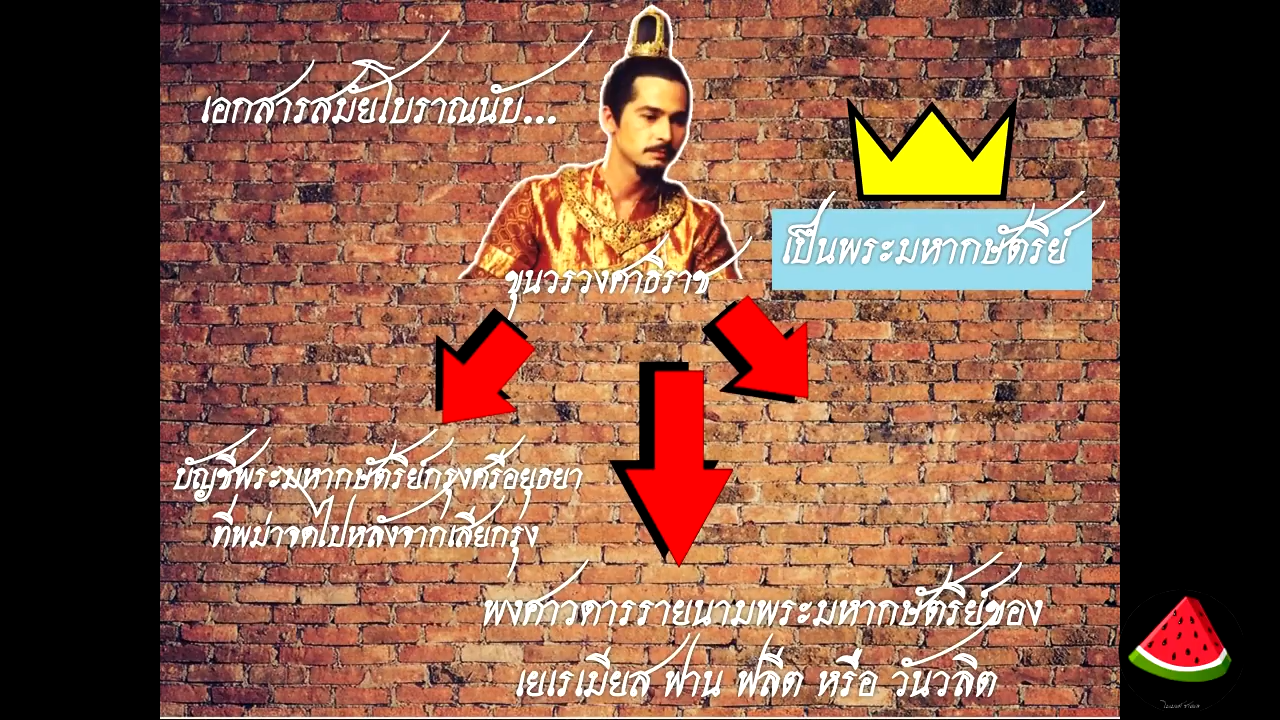 เอกสารสมัยโบราณนับ...
เป็นพระมหากษัตริย์
ขุนวรวงศาธิราช
บัญชีพระมหากษัตริย์กรุงศรีอยุธยา
ที่พม่าจดไปหลังจากเสียกรุง
พงศาวดารรายนามพระมหากษัตริย์ของ
เยเรเมียส ฟาน ฟลีต หรือ วันวลิต